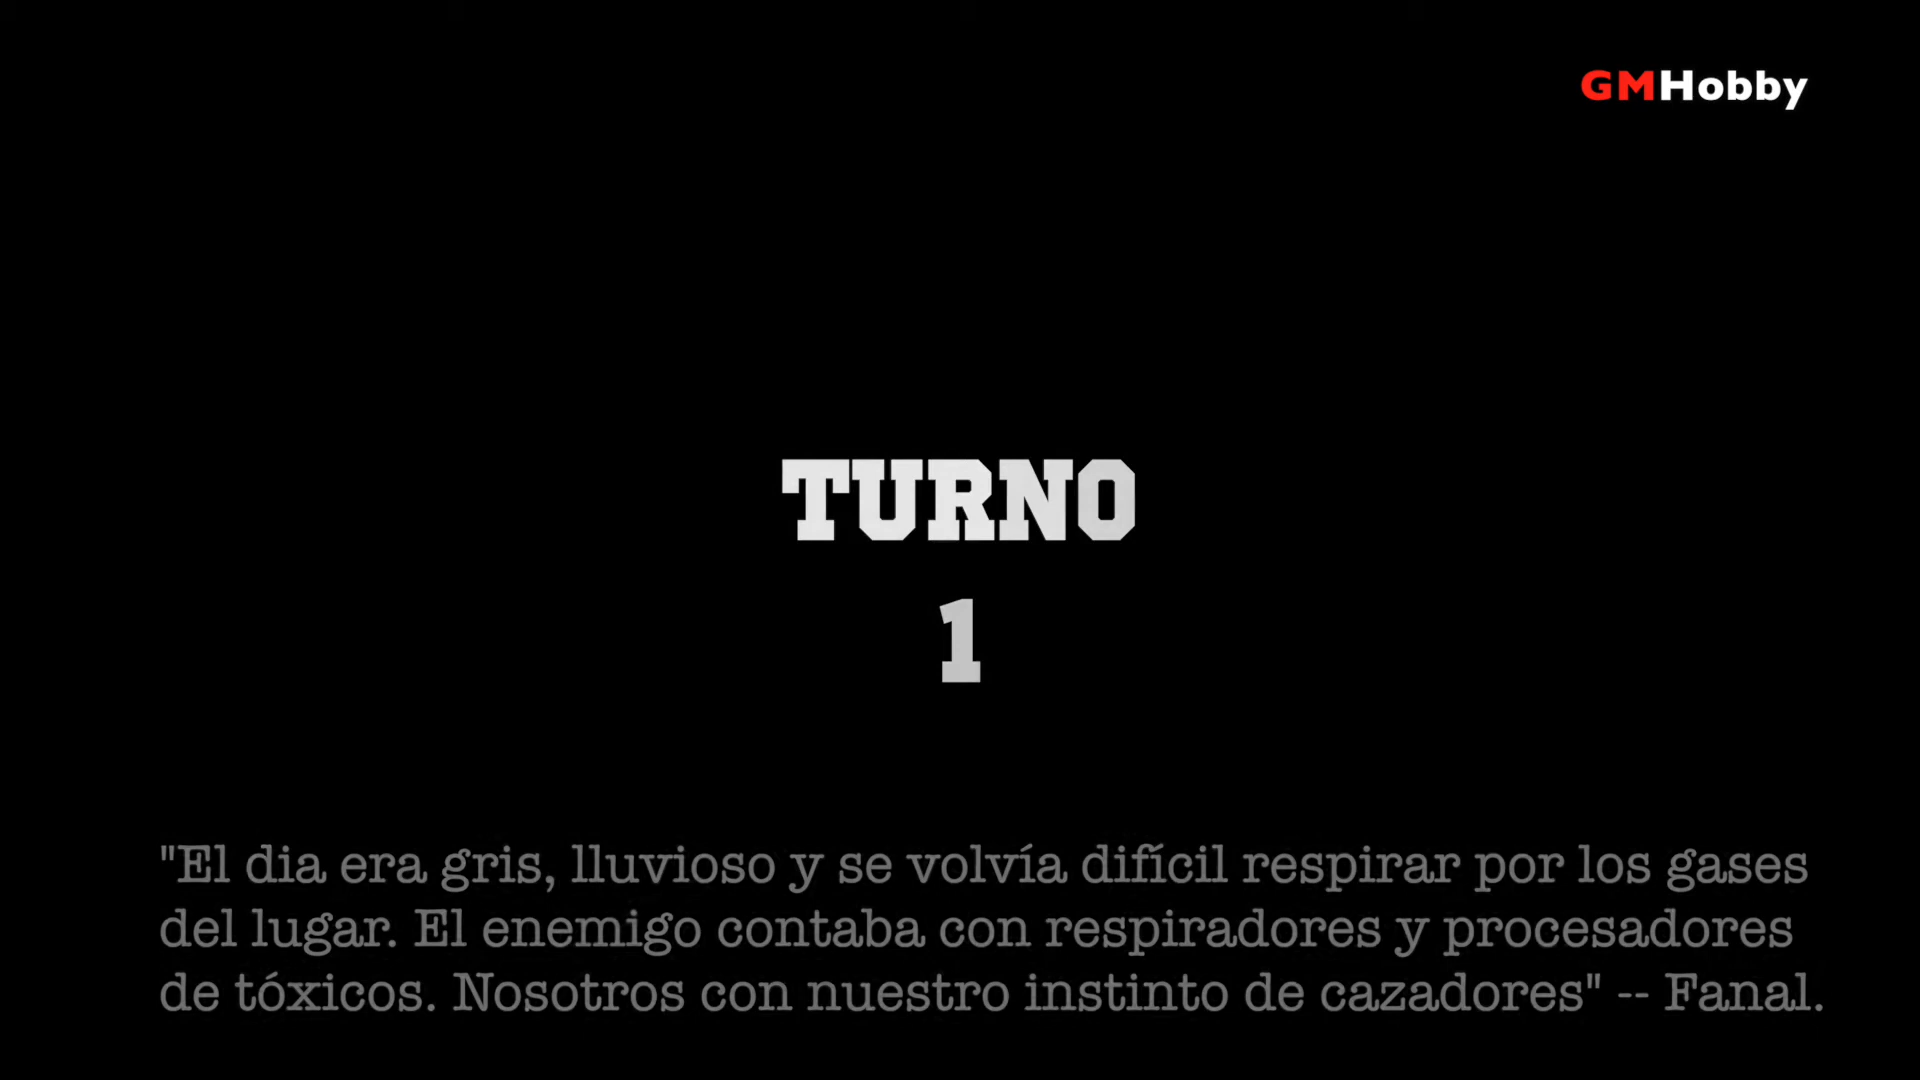 GMHobby
TURNO
1
"El dia era gris, lluvioso y se volvía difícil respirar por los gases
del lugar. El enemigo contaba con respiradores y procesadores
de tóxicos. Nosotros con nuestro instinto de cazadores" -- Fanal.